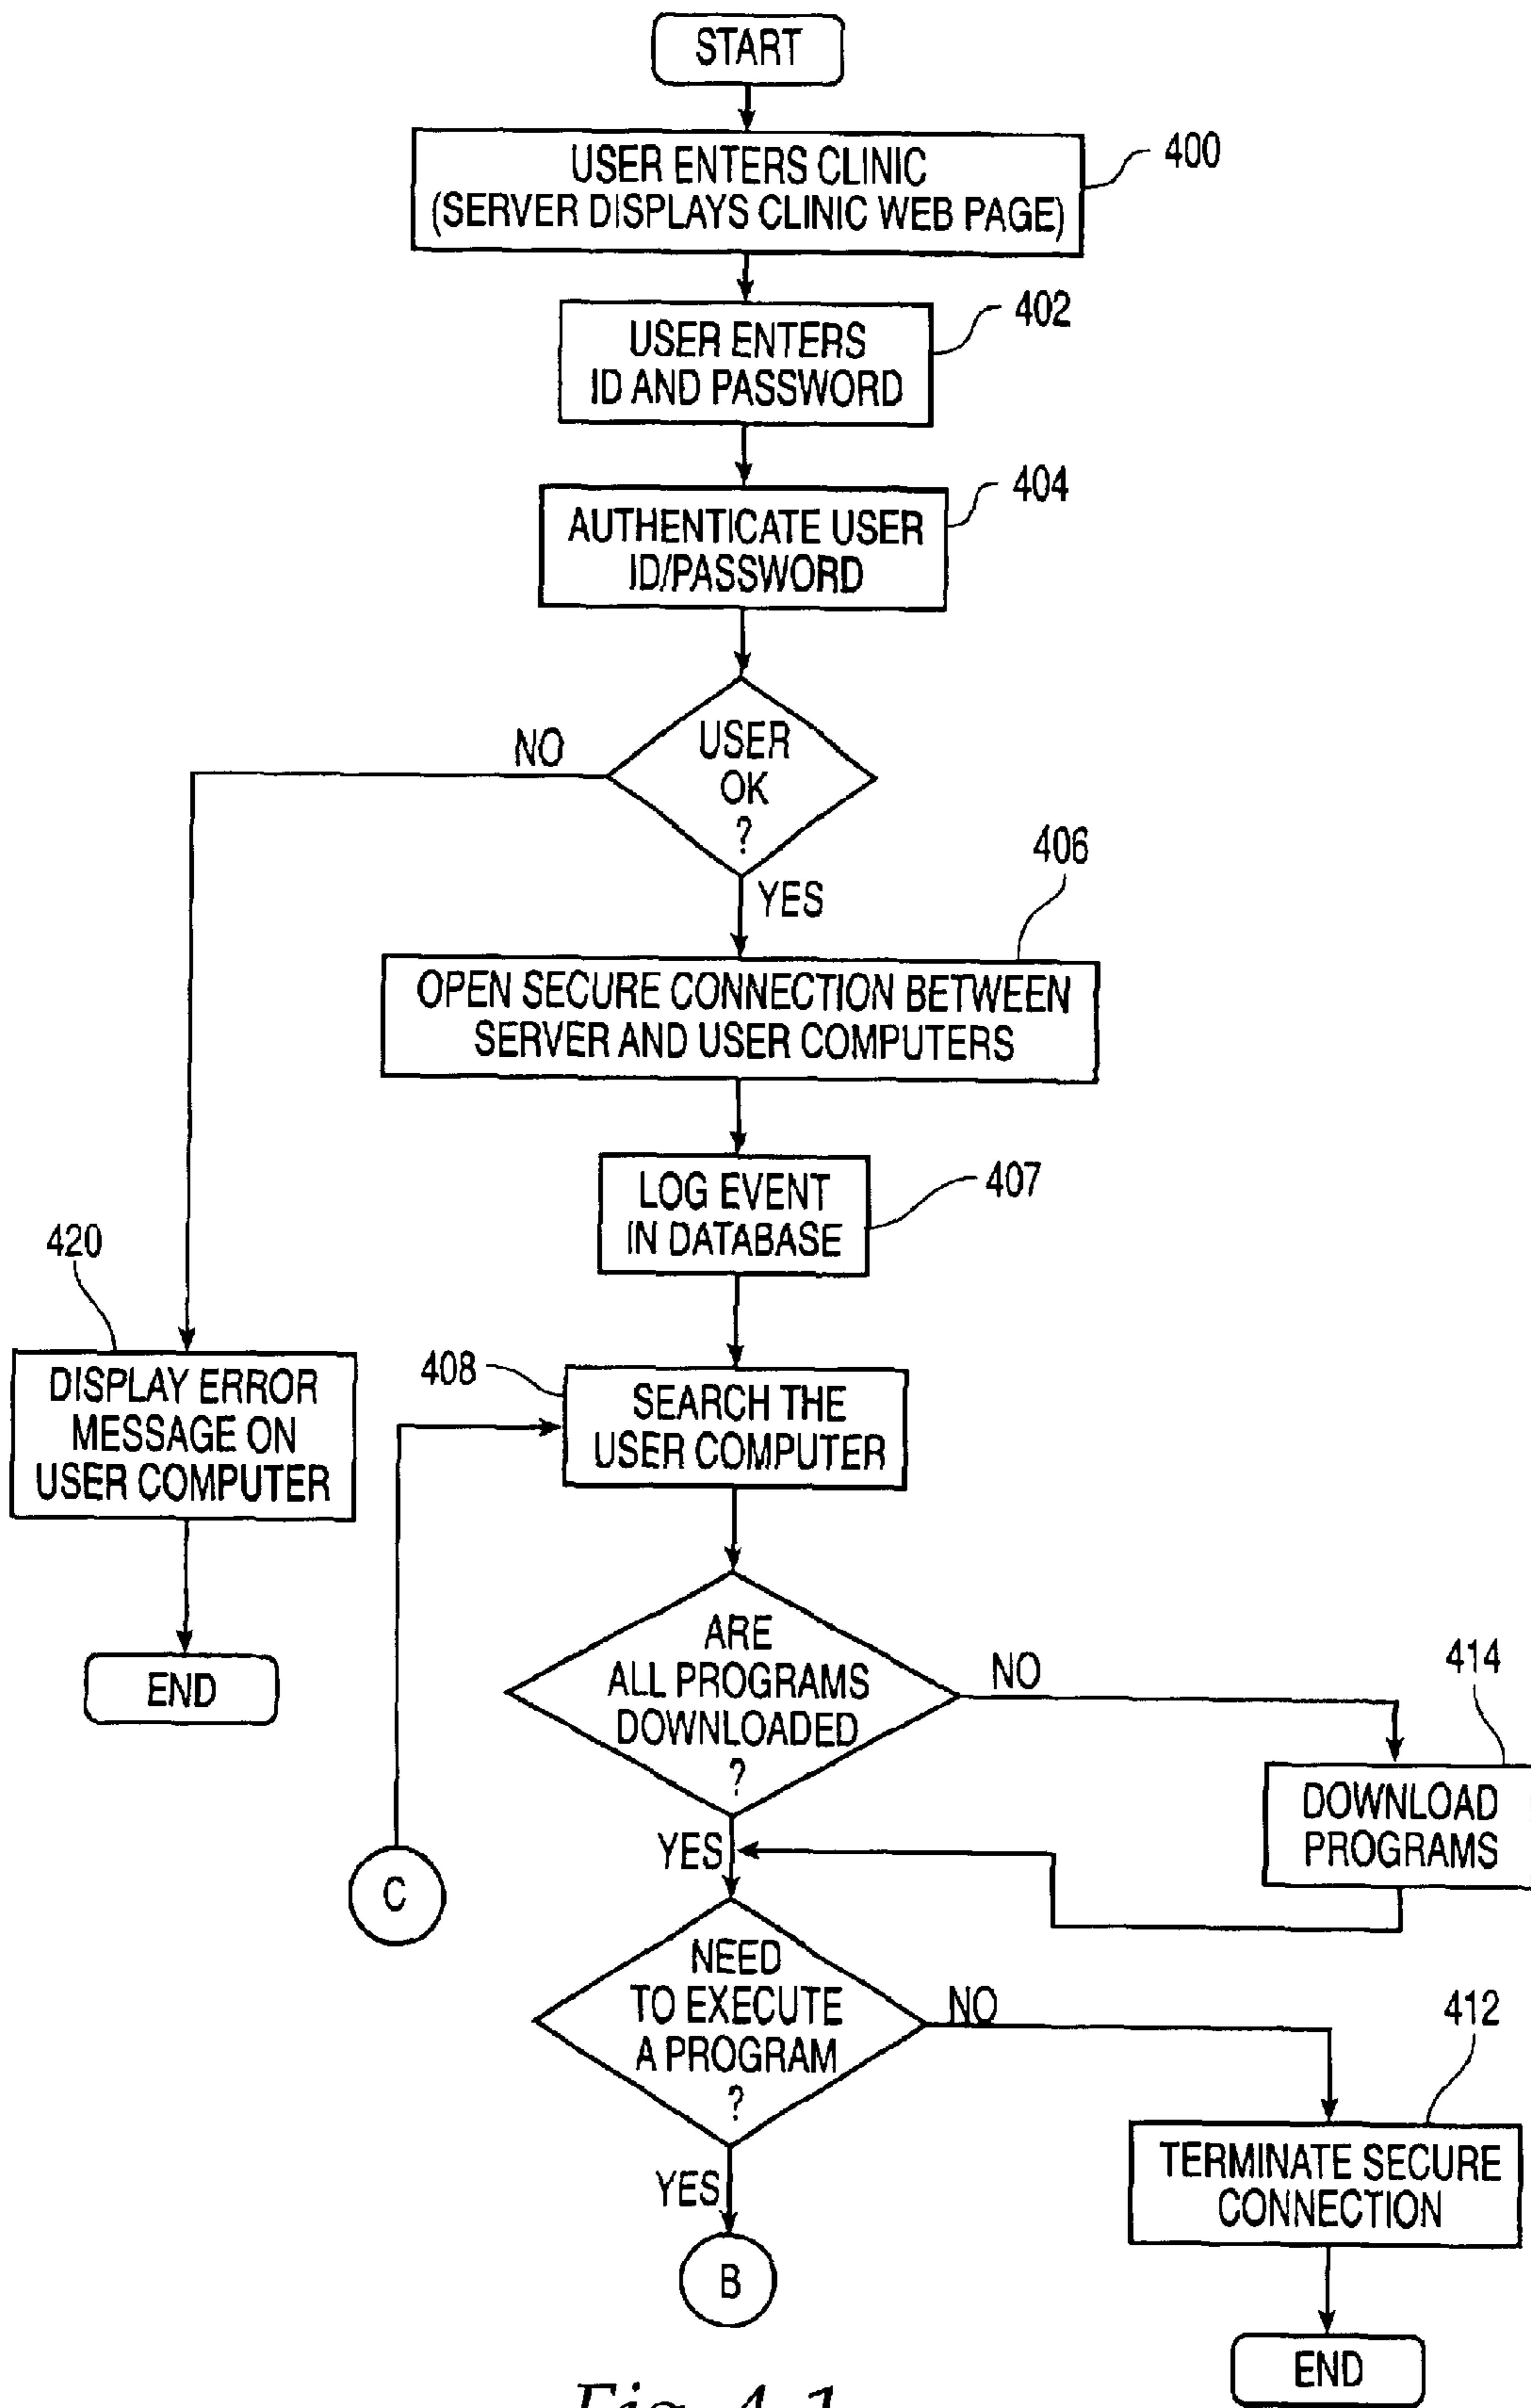 START
USER ENTERS CLINIC
(SERVER DISPLAYS CLINIC WEB PAGE)
400
USER ENTERS
ID AND PASSWORD
402
AUTHENTICATE USER
ID/PASSWORD
404
USER
OK
?
NO
YES
406
OPEN SECURE CONNECTION BETWEEN
SERVER AND USER COMPUTERS
LOG EVENT
IN DATABASE
407
420
DISPLAY ERROR
MESSAGE ON
USER COMPUTER
END
408
SEARCH THE
USER COMPUTER
ARE
ALL PROGRAMS
DOWNLOADED
?
NO
414
DOWNLOAD
PROGRAMS
YES
C
NEED
TO EXECUTE
A PROGRAM
?
NO
412
TERMINATE SECURE
CONNECTION
YES
B
END
Fig. 4-1